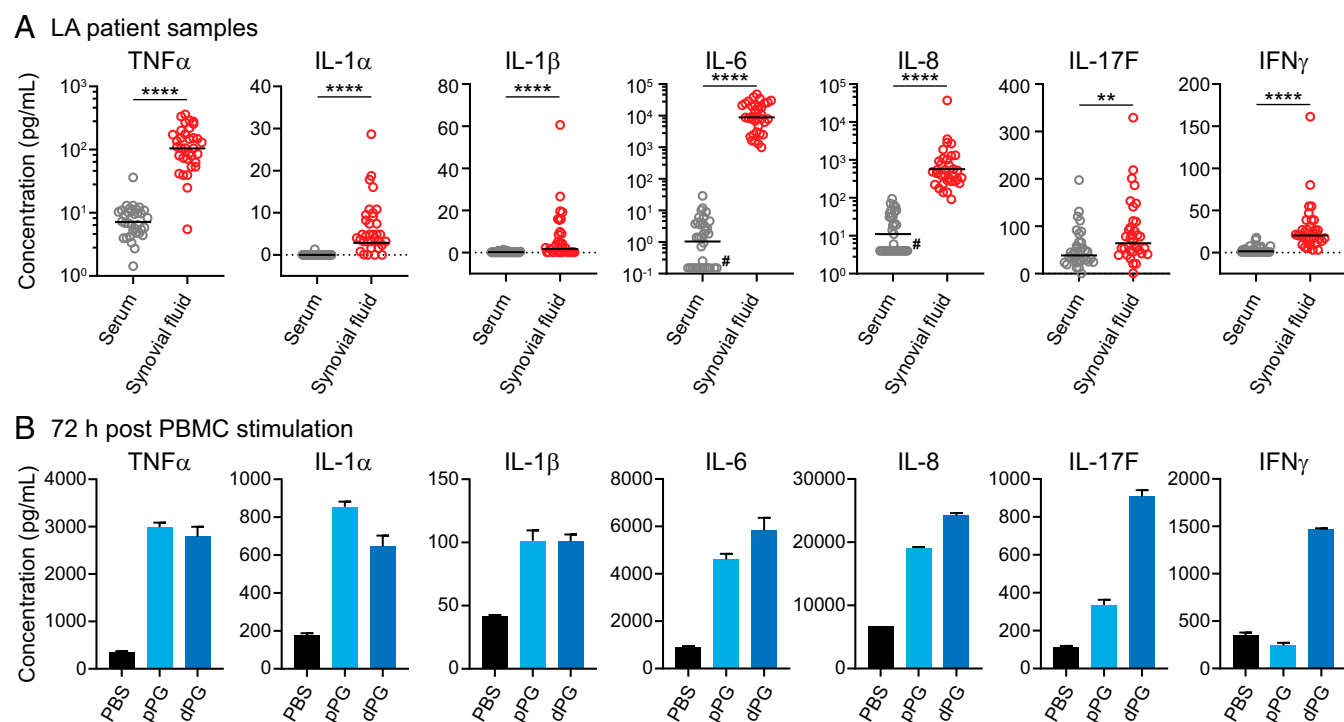 A LA patient samples
TNFα IL-1α IL-1β IL-6 IL-8 IL-17F IFNγ
Concentration (pg/mL)
10³ 10² 10¹ 10⁰
****
Serum Synovial fluid
40 30 20 10 0
****
Serum Synovial fluid
80 60 40 20 0
****
Serum Synovial fluid
10⁵ 10⁴ 10³ 10² 10¹ 10⁰ 10⁻¹
****
#
Serum Synovial fluid
10⁵ 10⁴ 10³ 10² 10¹ 10⁰
****
#
Serum Synovial fluid
400 300 200 100 0
**
Serum Synovial fluid
200 150 100 50 0
****
Serum Synovial fluid
B 72 h post PBMC stimulation
TNFα IL-1α IL-1β IL-6 IL-8 IL-17F IFNγ
Concentration (pg/mL)
4000 3000 2000 1000 0
PBS pPG dPG
1000 800 600 400 200 0
PBS pPG dPG
150 100 50 0
PBS pPG dPG
8000 6000 4000 2000 0
PBS pPG dPG
30000 20000 10000 0
PBS pPG dPG
1000 800 600 400 200 0
PBS pPG dPG
2000 1500 1000 500 0
PBS pPG dPG